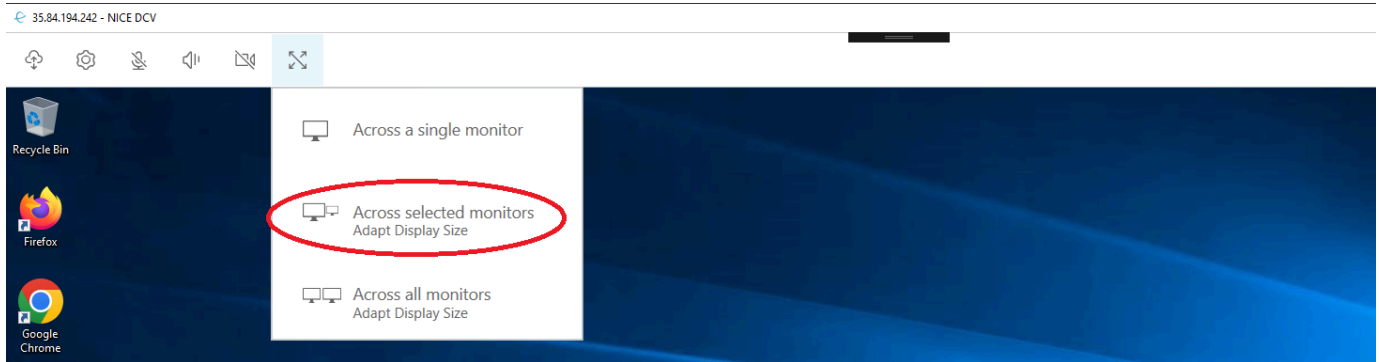 35.84.194.242 - NICE DCV
Across a single monitor
Recycle Bin
Across selected monitors
Adapt Display Size
Firefox
Across all monitors
Adapt Display Size
Google
Chrome